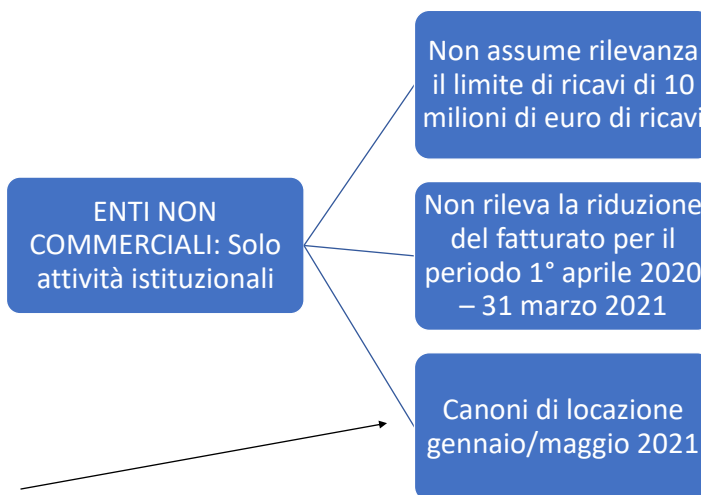 Non assume rilevanza
il limite di ricavi di 10
milioni di euro di ricavi
ENTI NON
COMMERCIALI: Solo
attività istituzionali
Non rileva la riduzione
del fatturato per il
periodo 1° aprile 2020
– 31 marzo 2021
Canoni di locazione
gennaio/maggio 2021